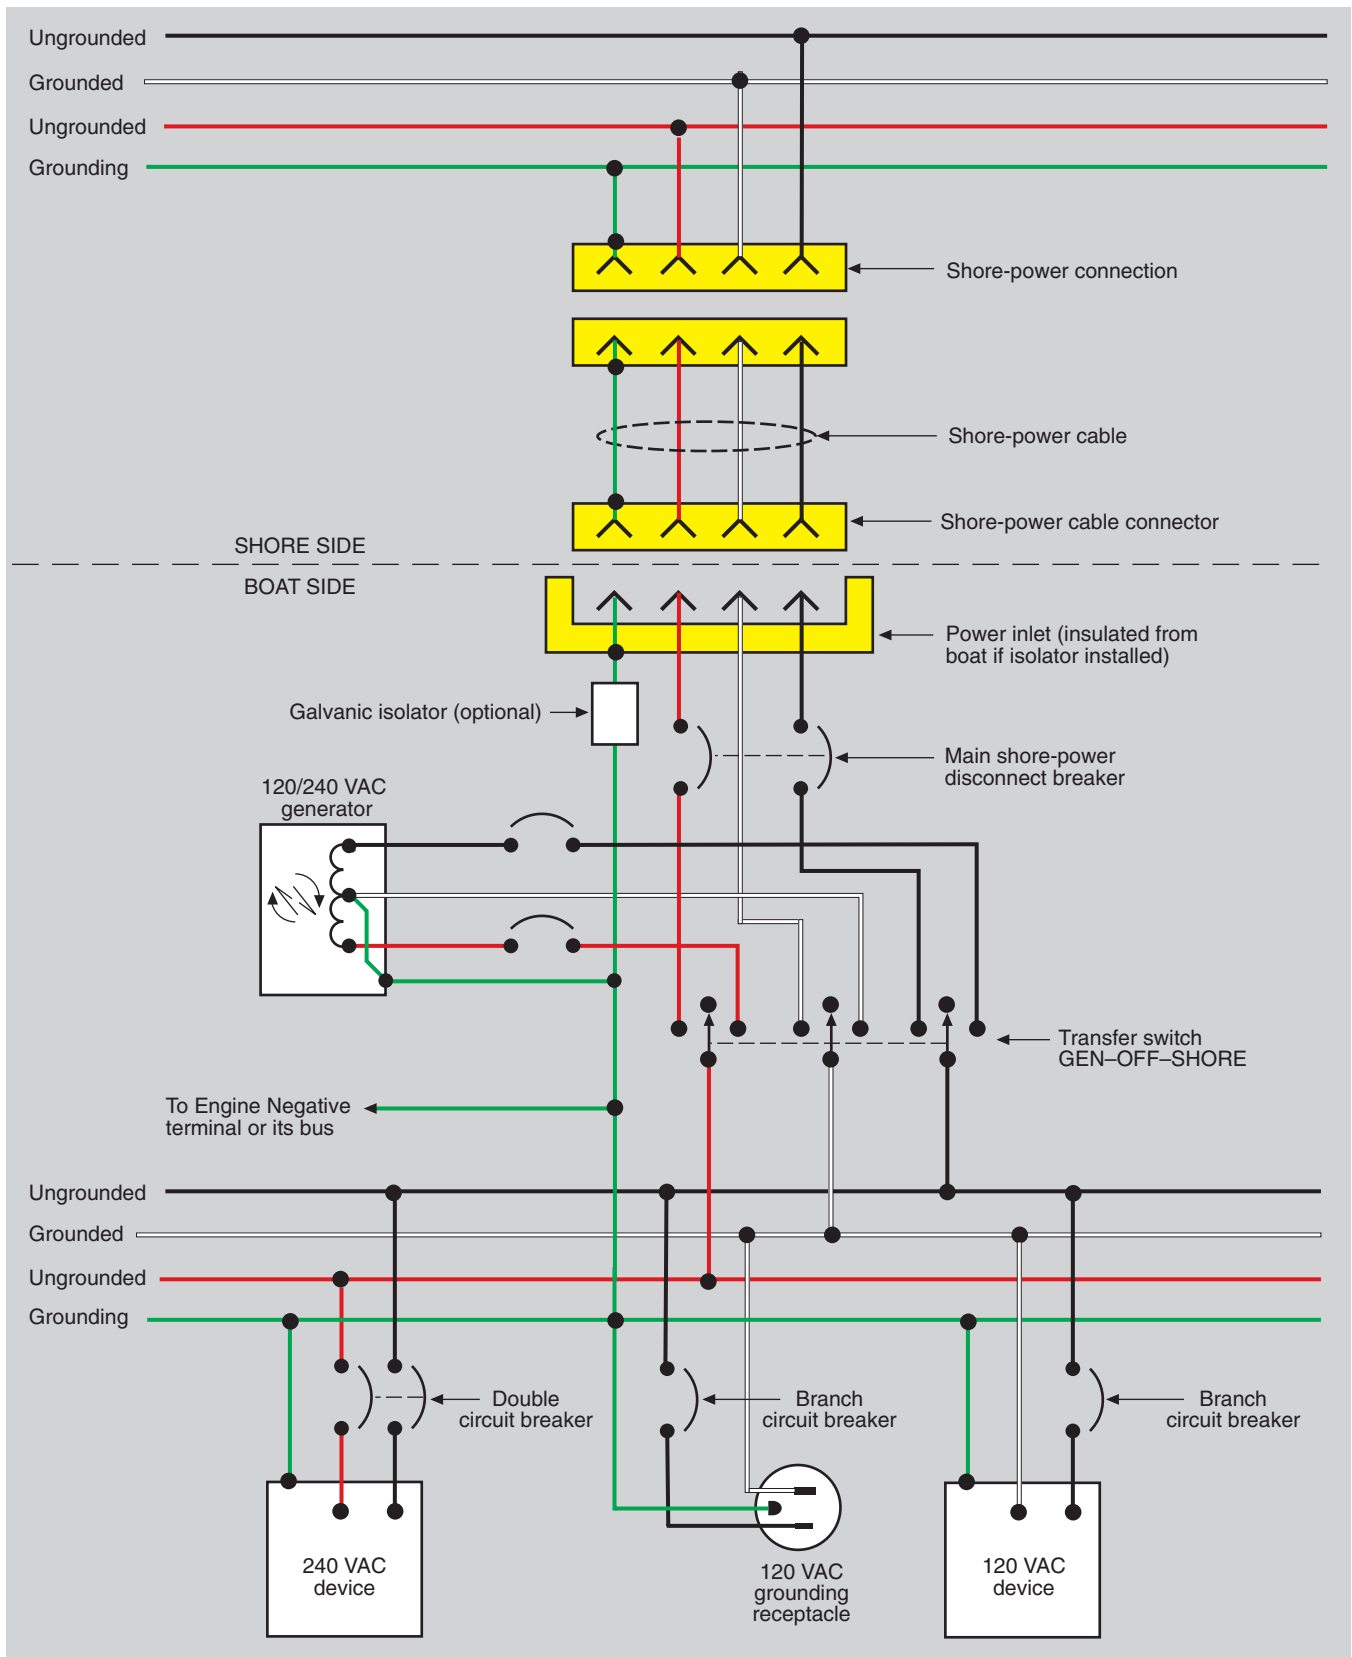 Ungrounded
Grounded
Ungrounded
Grounding
Shore-power connection
Shore-power cable
Shore-power cable connector
SHORE SIDE
BOAT SIDE
Power inlet (insulated from
boat if isolator installed)
Galvanic isolator (optional)
Main shore-power
disconnect breaker
120/240 VAC
generator
Transfer switch
GEN–OFF–SHORE
To Engine Negative
terminal or its bus
Ungrounded
Grounded
Ungrounded
Grounding
Double
circuit breaker
Branch
circuit breaker
Branch
circuit breaker
240 VAC
device
120 VAC
grounding
receptacle
120 VAC
device